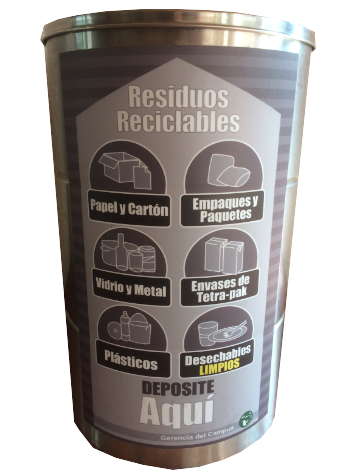 Residuos
Reciclables
Papel y Cartón
Empaques y
Paquetes
Vidrio y Metal
Envases de
Tetra-pak
Plásticos
Desechables
LIMPIOS
DEPOSITE
Aquí
Gerencia del Campus